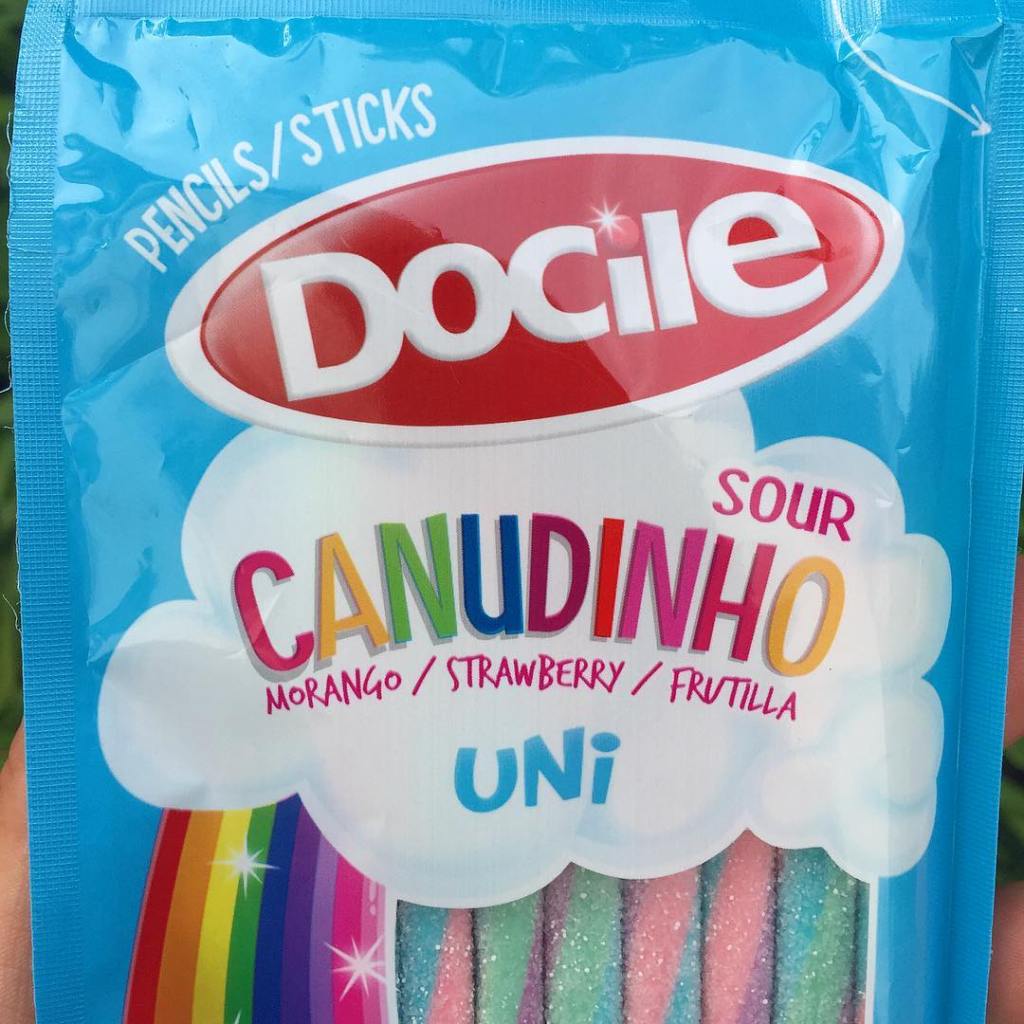 PENCILS/STICKS
Docile
SOUR
CANUDINHO
MORANGO / STRAWBERRY / FRUTILLA
UNi